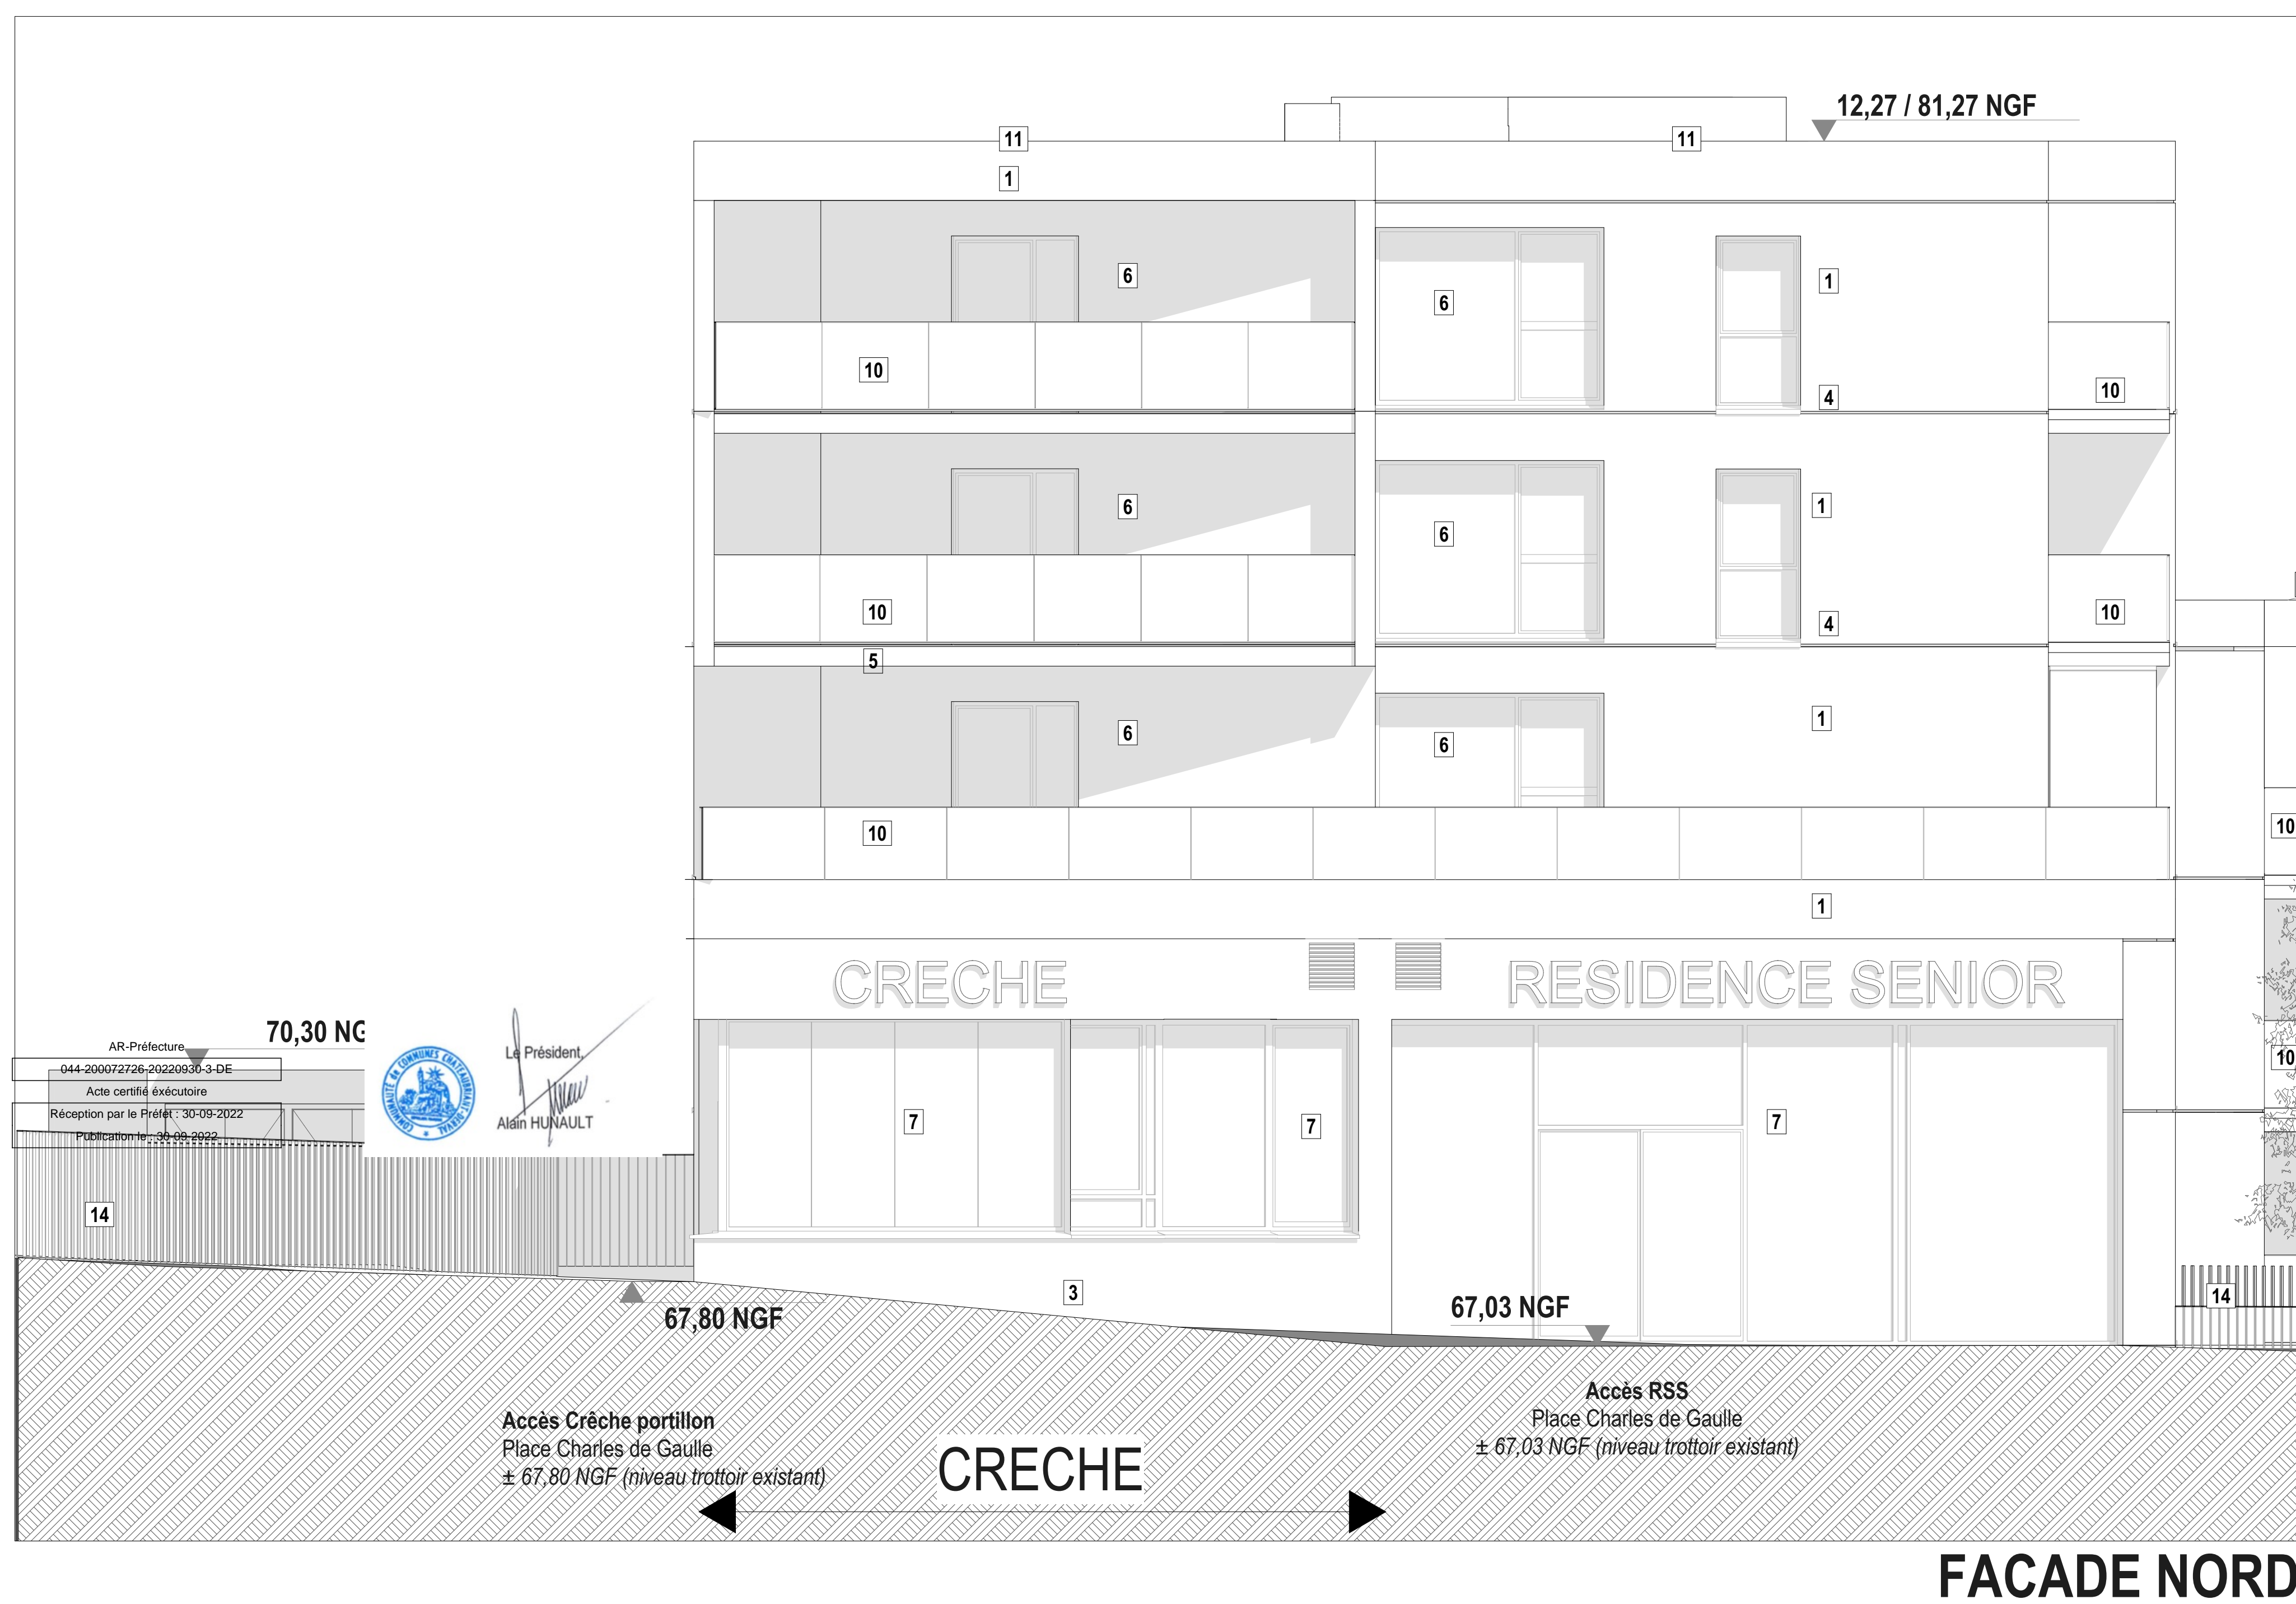 12,27 / 81,27 NGF
11
11
1
6
6
1
10
4
10
6
6
1
10
4
10
5
6
6
1
10
10
1
CRECHE
RESIDENCE SENIOR
70,30 NG
AR-Préfecture
044-200072726-20220930-3-DE
Acte certifié éxécutoire
Réception par le Préfet : 30-09-2022
Publication le : 30-09-2022
COMMUNAUTÉ de COMMUNES CHATEAUBRIANT-DERVAL
Le Président,
Alain HUNAULT
10
7
7
7
14
3
14
67,80 NGF
67,03 NGF
Accès Crêche portillon
Place Charles de Gaulle
± 67,80 NGF (niveau trottoir existant)
CRECHE
Accès RSS
Place Charles de Gaulle
± 67,03 NGF (niveau trottoir existant)
FACADE NORD